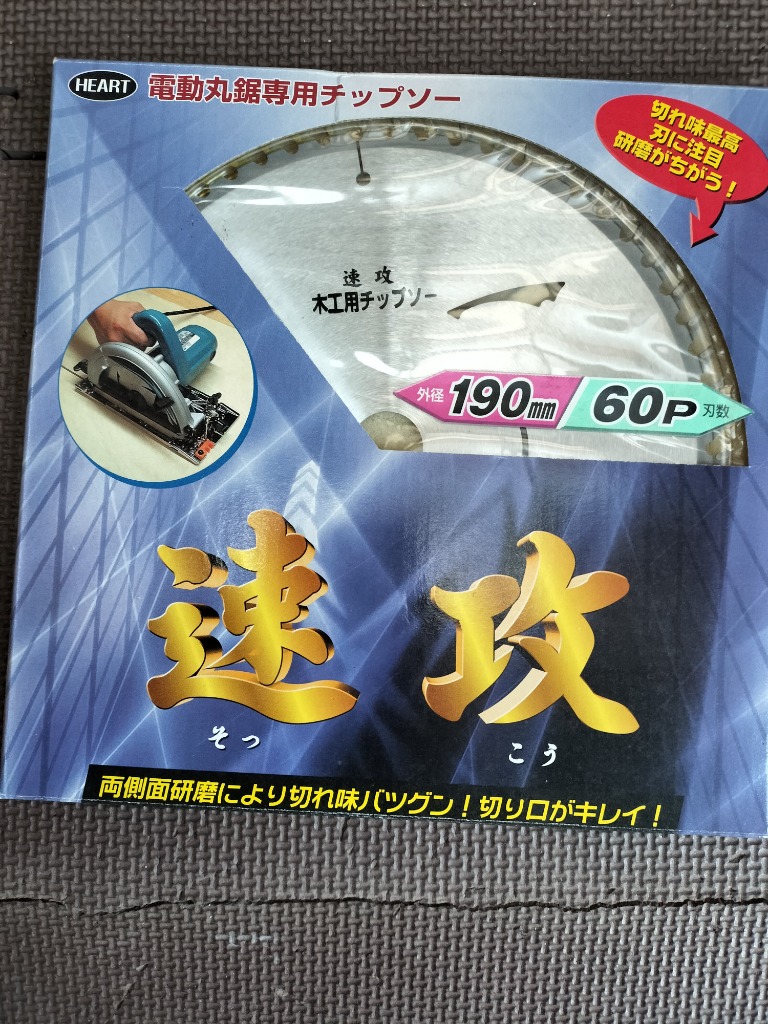 HEART 電動丸鋸専用チップソー
切れ味最高
刃に注目
研磨がちがう！
速攻
木工用チップソー
外径 190mm 60P 刃数
速攻
そっこう
両側面研磨により切れ味バツグン！切り口がキレイ！